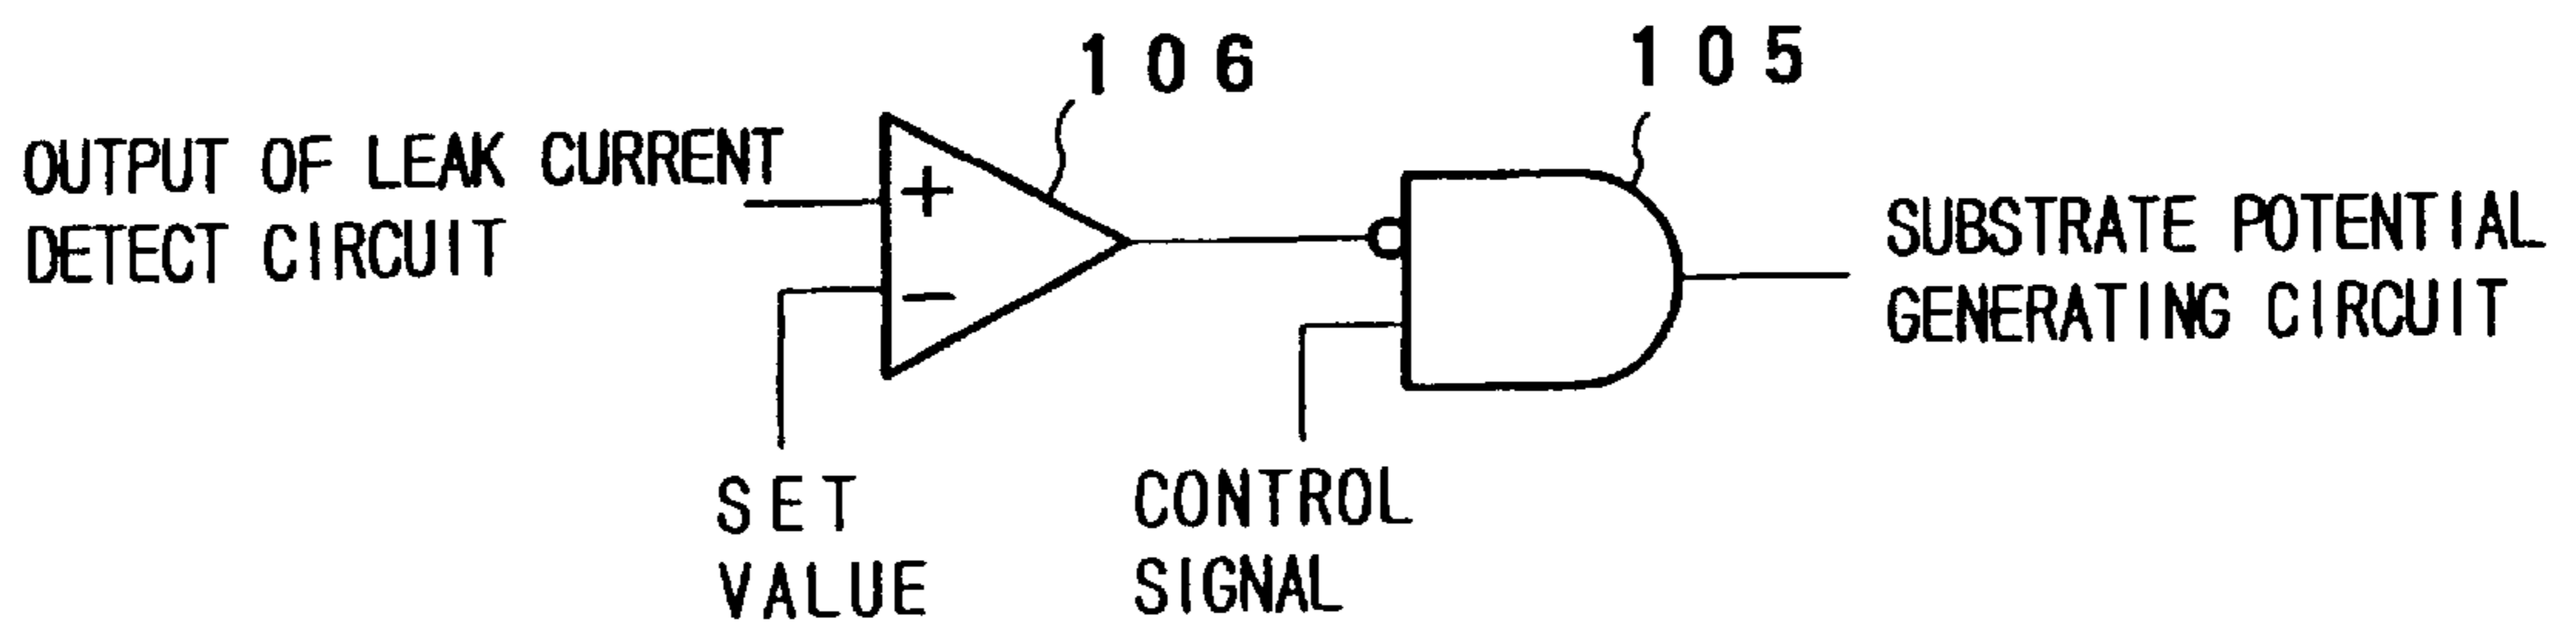 106
105
OUTPUT OF LEAK CURRENT
DETECT CIRCUIT
+
−
SUBSTRATE POTENTIAL
GENERATING CIRCUIT
SET
VALUE
CONTROL
SIGNAL